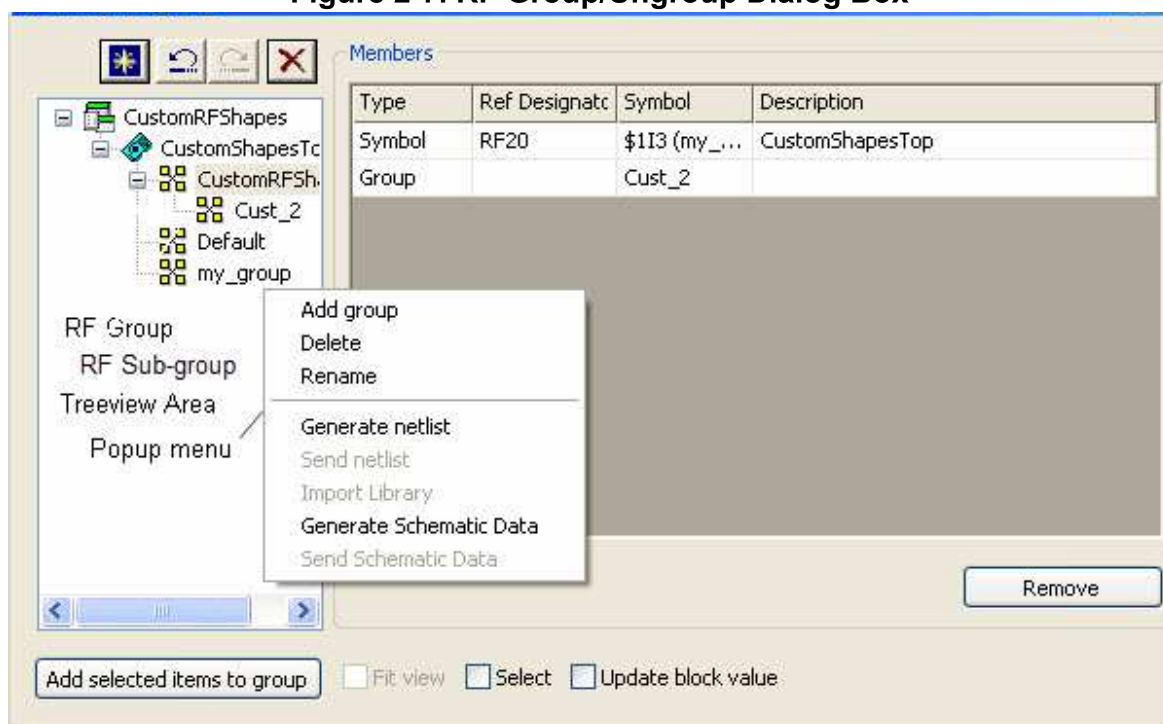 Members
Type Ref Designatc Symbol Description
Symbol RF20 $1I3 (my_... CustomShapesTop
Group Cust_2
CustomRFShapes
CustomShapesTc
CustomRFSh
Cust_2
Default
my_group
RF Group
RF Sub-group
Treeview Area
Popup menu
Add group
Delete
Rename
Generate netlist
Send netlist
Import Library
Generate Schematic Data
Send Schematic Data
Remove
Add selected items to group Fit view Select Update block value